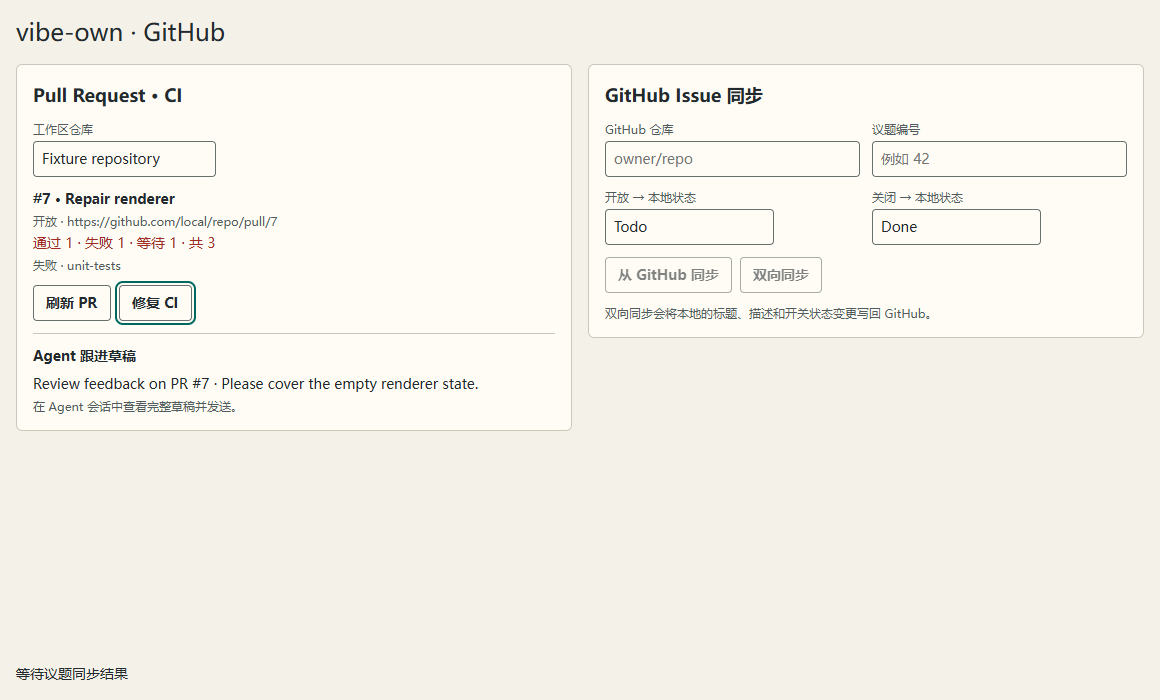 vibe-own · GitHub
Pull Request • CI
工作区仓库
Fixture repository
#7 • Repair renderer
开放 · https://github.com/local/repo/pull/7
通过 1 · 失败 1 · 等待 1 · 共 3
失败 · unit-tests
刷新 PR
修复 CI
Agent 跟进草稿
Review feedback on PR #7 · Please cover the empty renderer state.
在 Agent 会话中查看完整草稿并发送。
GitHub Issue 同步
GitHub 仓库
议题编号
owner/repo
例如 42
开放 → 本地状态
关闭 → 本地状态
Todo
Done
从 GitHub 同步
双向同步
双向同步会将本地的标题、描述和开关状态变更写回 GitHub。
等待议题同步结果